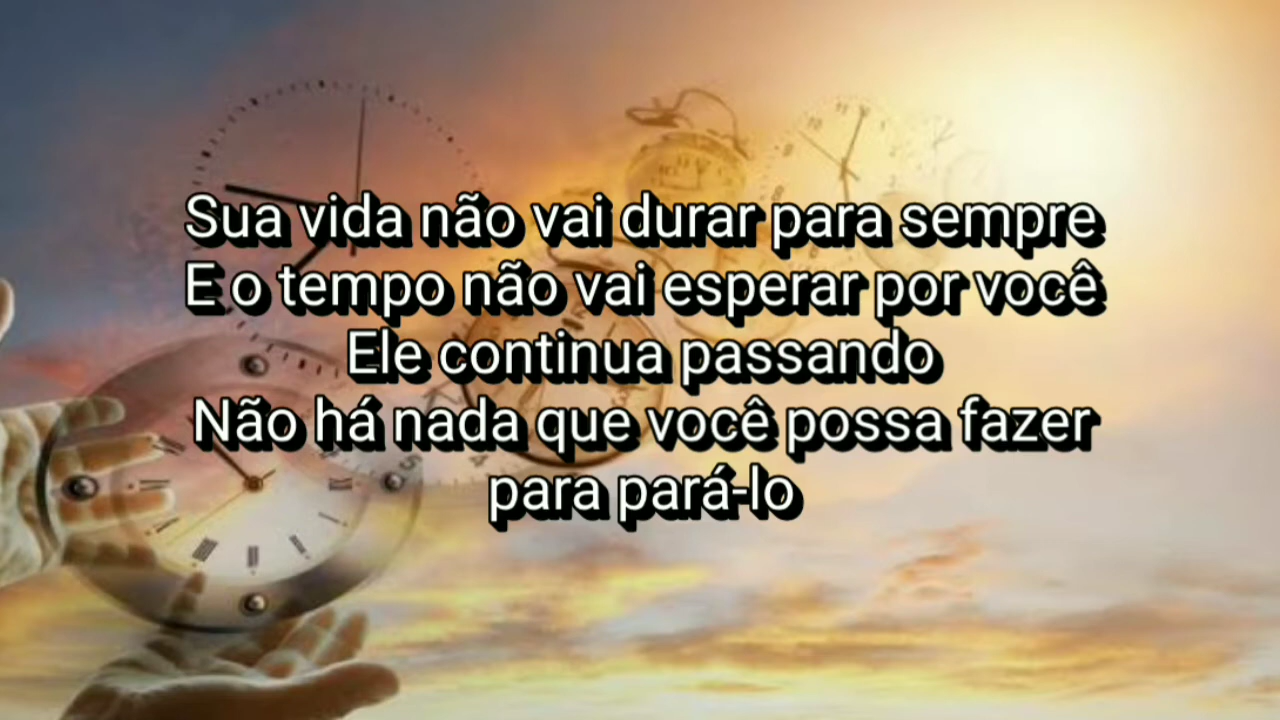 Sua vida não vai durar para sempre
E o tempo não vai esperar por você
Ele continua passando
Não há nada que você possa fazer
para pará-lo